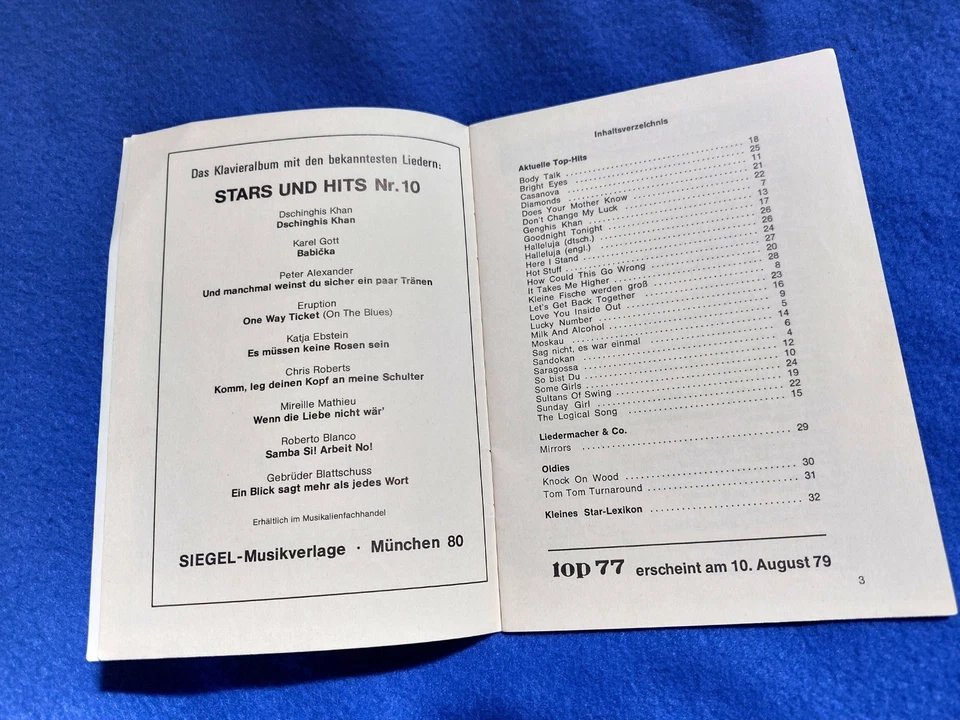 Das Klavieralbum mit den bekanntesten Liedern:
STARS UND HITS Nr. 10
Dschinghis Khan
Dschinghis Khan
Karel Gott
Babička
Peter Alexander
Und manchmal weinst du sicher ein paar Tränen
Eruption
One Way Ticket (On The Blues)
Katja Ebstein
Es müssen keine Rosen sein
Chris Roberts
Komm, leg deinen Kopf an meine Schulter
Mireille Mathieu
Wenn die Liebe nicht wär'
Roberto Blanco
Samba Si! Arbeit No!
Gebrüder Blattschuss
Ein Blick sagt mehr als jedes Wort
Erhältlich im Musikalienfachhandel
SIEGEL-Musikverlage · München 80
Inhaltsverzeichnis
Aktuelle Top-Hits
Body Talk 18
Bright Eyes 25
Casanova 11
Diamonds 21
Does Your Mother Know 22
Don't Change My Luck 7
Genghis Khan 13
Goodnight Tonight 17
Halleluja (dtsch.) 26
Halleluja (engl.) 26
Here I Stand 24
Hot Stuff 27
How Could This Go Wrong 20
It Takes Me Higher 28
Kleine Fische werden groß 8
Let's Get Back Together 23
Love You Inside Out 16
Lucky Number 9
Milk And Alcohol 5
Moskau 14
Sag nicht, es war einmal 6
Sandokan 4
Saragossa 12
So bist Du 10
Some Girls 24
Sultans Of Swing 19
Sunday Girl 22
The Logical Song 15
Liedermacher & Co.
Mirrors 29
Oldies
Knock On Wood 30
Tom Tom Turnaround 31
Kleines Star-Lexikon 32
top 77 erscheint am 10. August 79
3